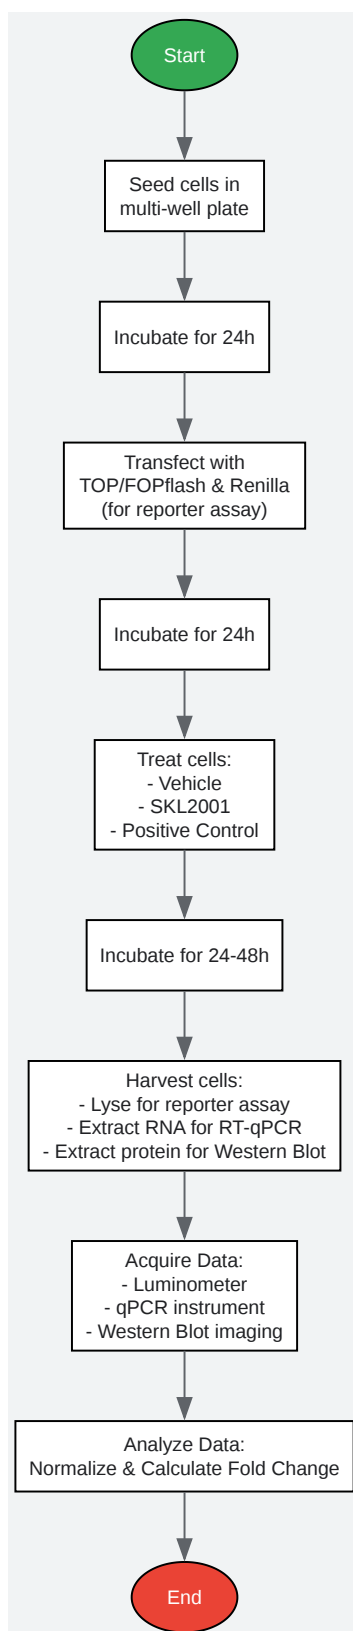 Start
Seed cells in
multi-well plate
Incubate for 24h
Transfect with
TOP/FOPflash & Renilla
(for reporter assay)
Incubate for 24h
Treat cells:
- Vehicle
- SKL2001
- Positive Control
Incubate for 24-48h
Harvest cells:
- Lyse for reporter assay
- Extract RNA for RT-qPCR
- Extract protein for Western Blot
Acquire Data:
- Luminometer
- qPCR instrument
- Western Blot imaging
Analyze Data:
Normalize & Calculate Fold Change
End